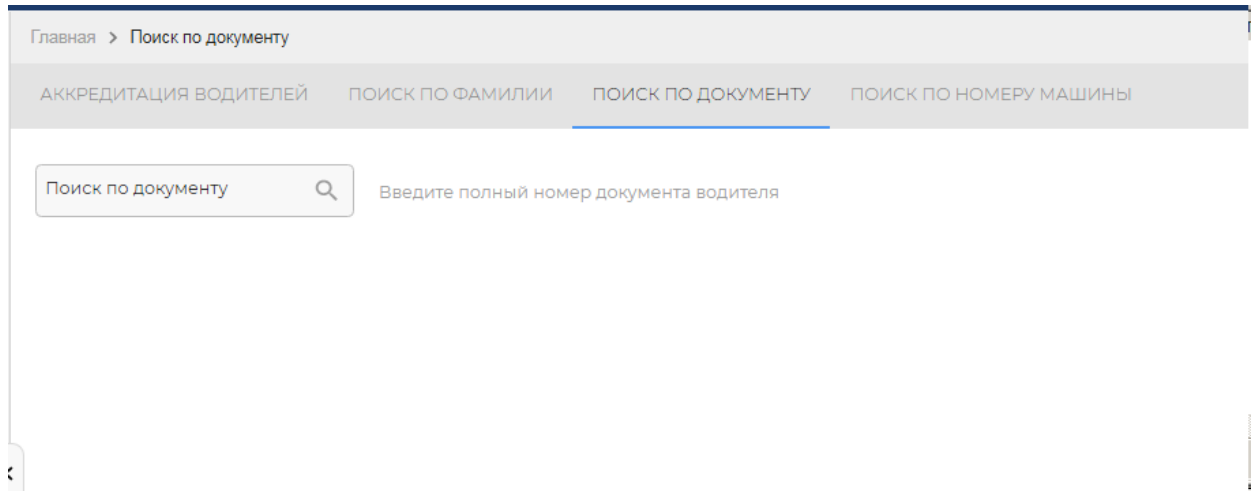 Главная > Поиск по документу
АККРЕДИТАЦИЯ ВОДИТЕЛЕЙ ПОИСК ПО ФАМИЛИИ ПОИСК ПО ДОКУМЕНТУ ПОИСК ПО НОМЕРУ МАШИНЫ
Поиск по документу Введите полный номер документа водителя